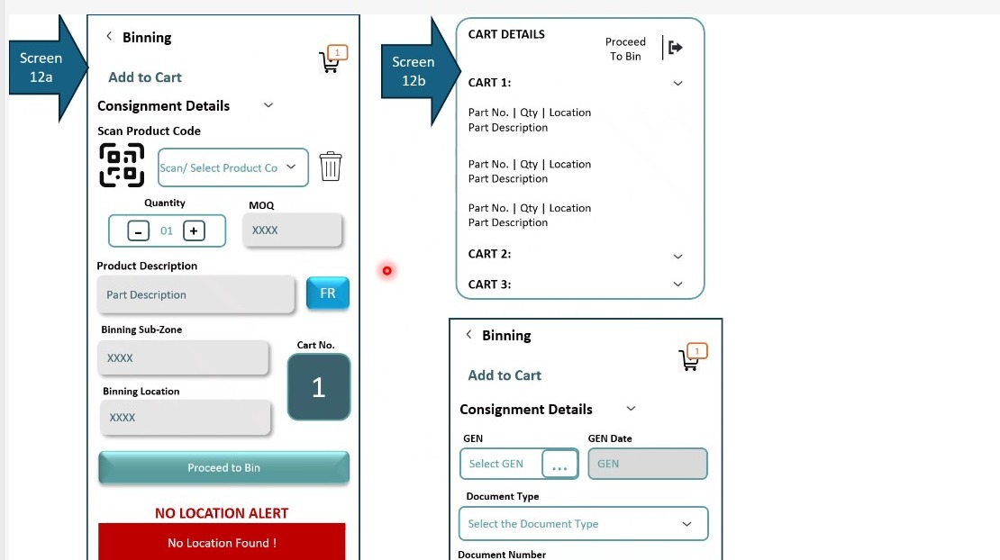 Screen
12a
Binning
1
Add to Cart
Consignment Details
Scan Product Code
Scan/ Select Product Co
Quantity
MOQ
- 01 +
XXXX
Product Description
Part Description
FR
Binning Sub-Zone
XXXX
Cart No.
1
Binning Location
XXXX
Proceed to Bin
NO LOCATION ALERT
No Location Found !
Screen
12b
CART DETAILS
Proceed
To Bin
CART 1:
Part No. | Qty | Location
Part Description
Part No. | Qty | Location
Part Description
Part No. | Qty | Location
Part Description
CART 2:
CART 3:
Binning
1
Add to Cart
Consignment Details
GEN
GEN Date
Select GEN
...
GEN
Document Type
Select the Document Type
Document Number